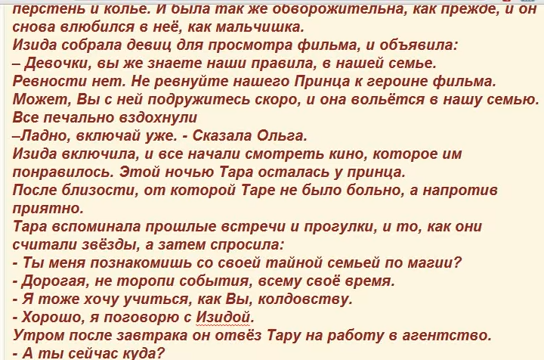 перстень и колье. И была так же обворожительна, как прежде, и он
снова влюбился в неё, как мальчишка.
Изида собрала девиц для просмотра фильма, и объявила:
– Девочки, вы же знаете наши правила, в нашей семье.
Ревности нет. Не ревнуйте нашего Принца к героине фильма.
Может, Вы с ней подружитесь скоро, и она вольётся в нашу семью.
Все печально вздохнули
–Ладно, включай уже. - Сказала Ольга.
Изида включила, и все начали смотреть кино, которое им
понравилось. Этой ночью Тара осталась у принца.
После близости, от которой Таре не было больно, а напротив
приятно.
Тара вспоминала прошлые встречи и прогулки, и то, как они
считали звёзды, а затем спросила:
- Ты меня познакомишь со своей тайной семьей по магии?
- Дорогая, не торопи события, всему своё время.
- Я тоже хочу учиться, как Вы, колдовству.
- Хорошо, я поговорю с Изидой.
Утром после завтрака он отвёз Тару на работу в агентство.
- А ты сейчас куда?